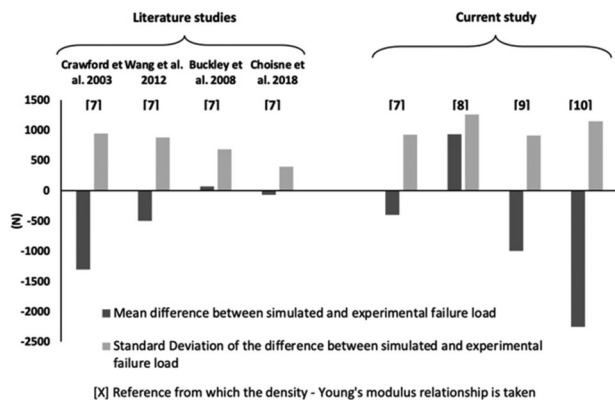 Literature studies
Current study
Crawford et al. 2003
Wang et al. 2012
Buckley et al. 2008
Choisne et al. 2018
[7]
[7]
[7]
[7]
[7]
[8]
[9]
[10]
1500
1000
500
0
-500
-1000
-1500
-2000
-2500
(N)
Mean difference between simulated and experimental failure load
Standard Deviation of the difference between simulated and experimental
failure load
[X] Reference from which the density - Young's modulus relationship is taken